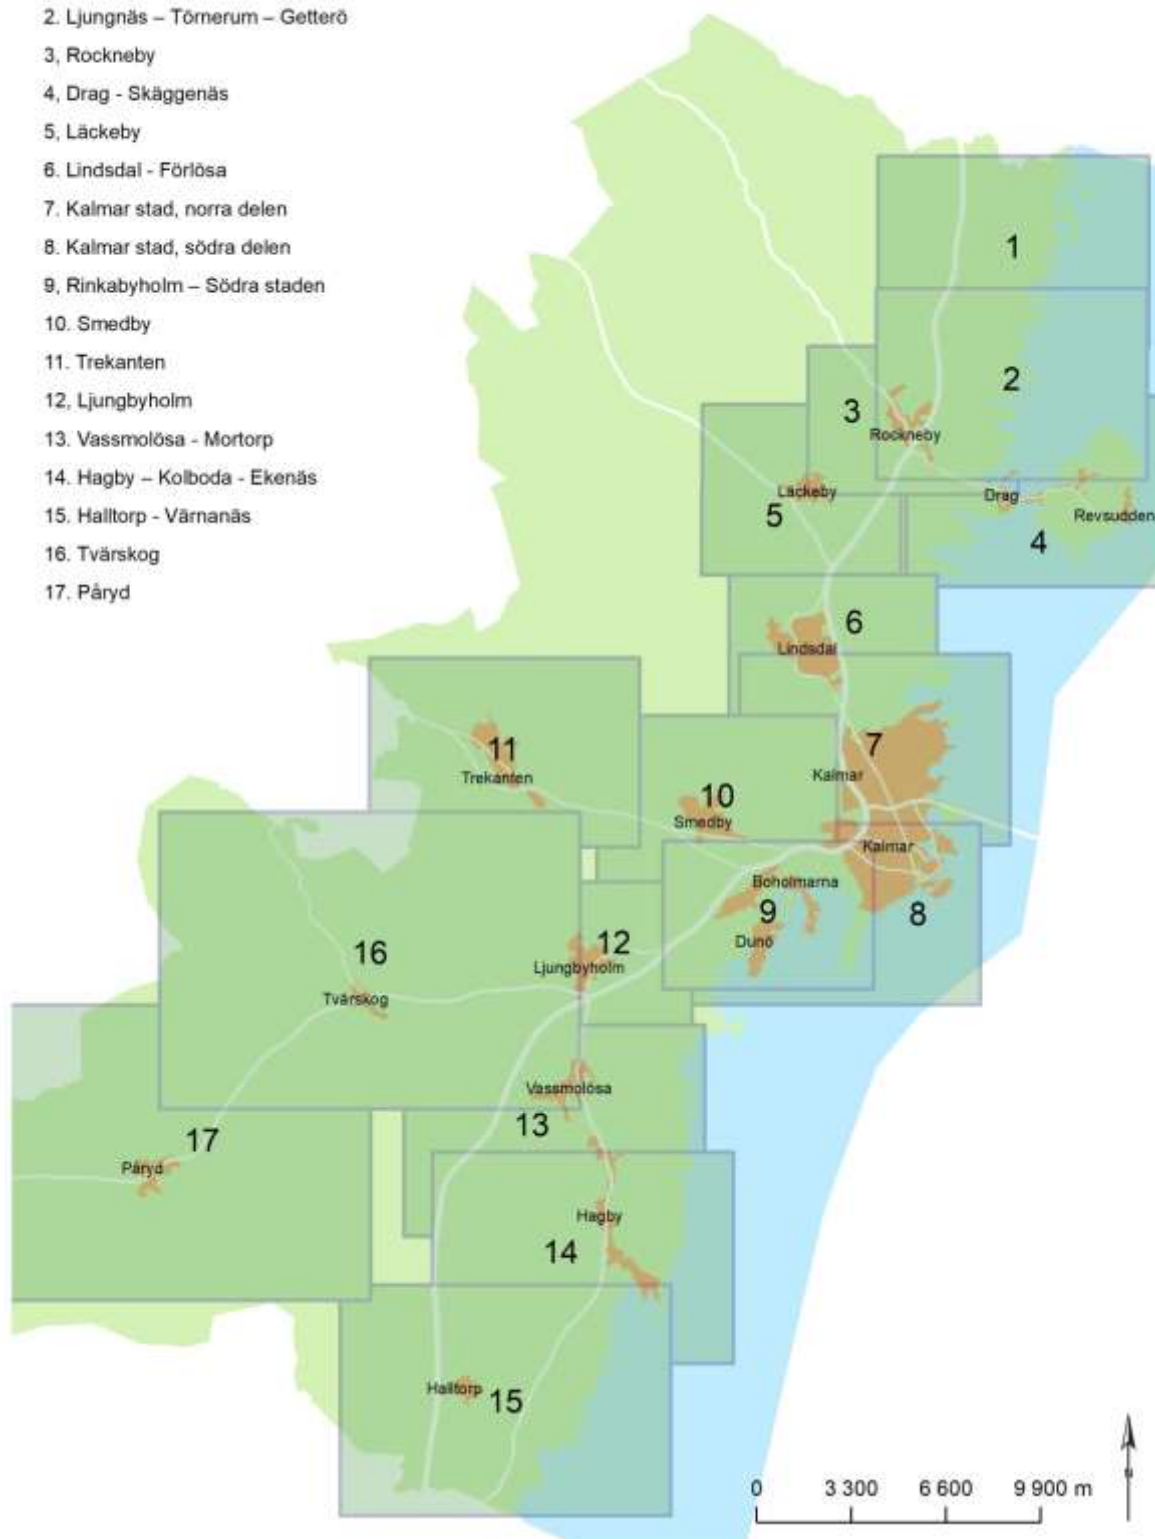 2. Ljungnäs – Törnerum – Getterö
3, Rockneby
4, Drag - Skäggenäs
5, Läckeby
6. Lindsdal - Förlösa
7. Kalmar stad, norra delen
8. Kalmar stad, södra delen
9, Rinkabyholm – Södra staden
10. Smedby
11. Trekanten
12, Ljungbyholm
13. Vassmolösa - Mortorp
14. Hagby – Kolboda - Ekenäs
15. Halltorp - Värnanäs
16. Tvärskog
17. Påryd
1
2
3
Rockneby
Läckeby
5
Drag
Revsudden
4
6
Lindsdal
7
Kalmar
11
Trekanten
10
Smedby
Kalmar
Boholmarna
9
8
Dunö
12
Ljungbyholm
16
Tvärskog
Vassmolösa
13
17
Påryd
Hagby
14
Halltorp
15
0 3 300 6 600 9 900 m
N